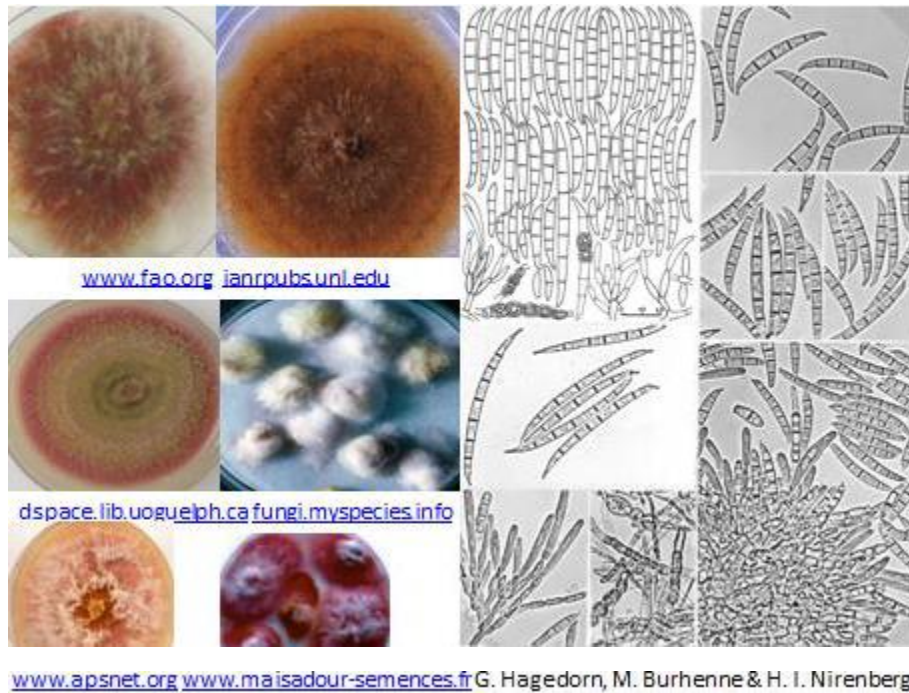 www.fao.org ianrpubs.unl.edu
dspace.lib.uoguelph.ca fungi.myspecies.info
www.apsnet.org www.maisadour-semences.fr G. Hagedorn, M. Burhenne & H. I. Nirenberg